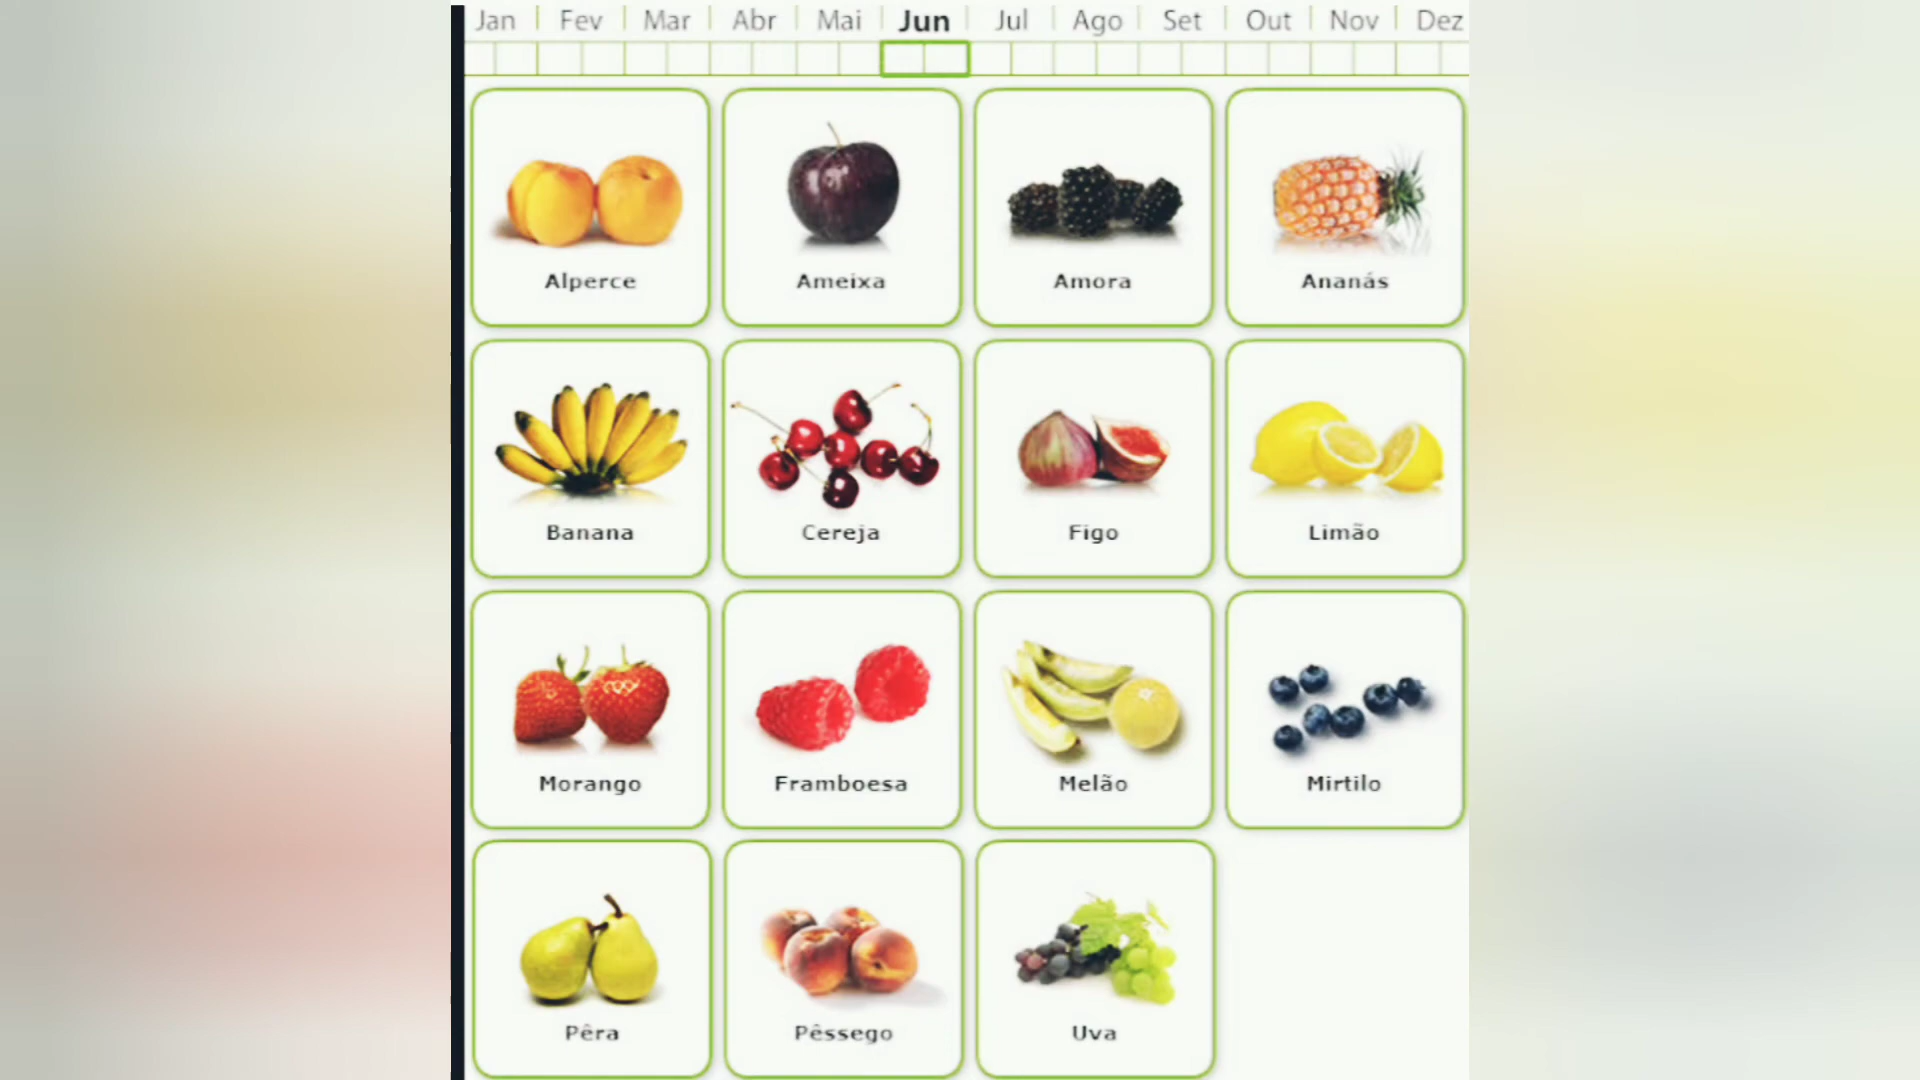 Jan Fev Mar Abr Mai Jun Jul Ago Set Out Nov Dez
Alperce Ameixa Amora Ananás
Banana Cereja Figo Limão
Morango Framboesa Melão Mirtilo
Pêra Pêssego Uva